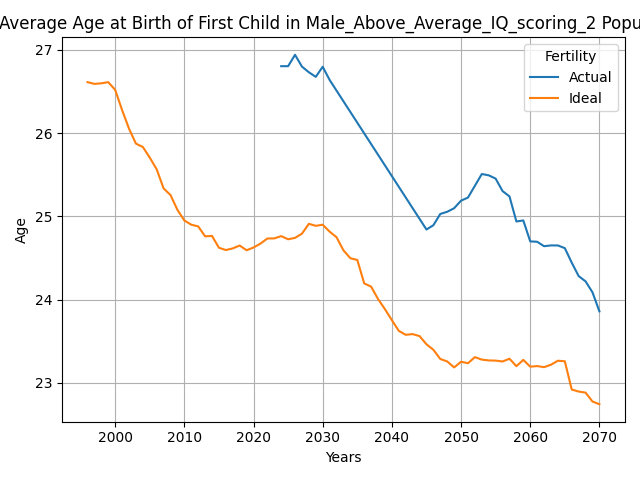 Average Age at Birth of First Child in Male_Above_Average_IQ_scoring_2 Popu
27
26
25
24
23
Age
Fertility
Actual
Ideal
2000 2010 2020 2030 2040 2050 2060 2070
Years